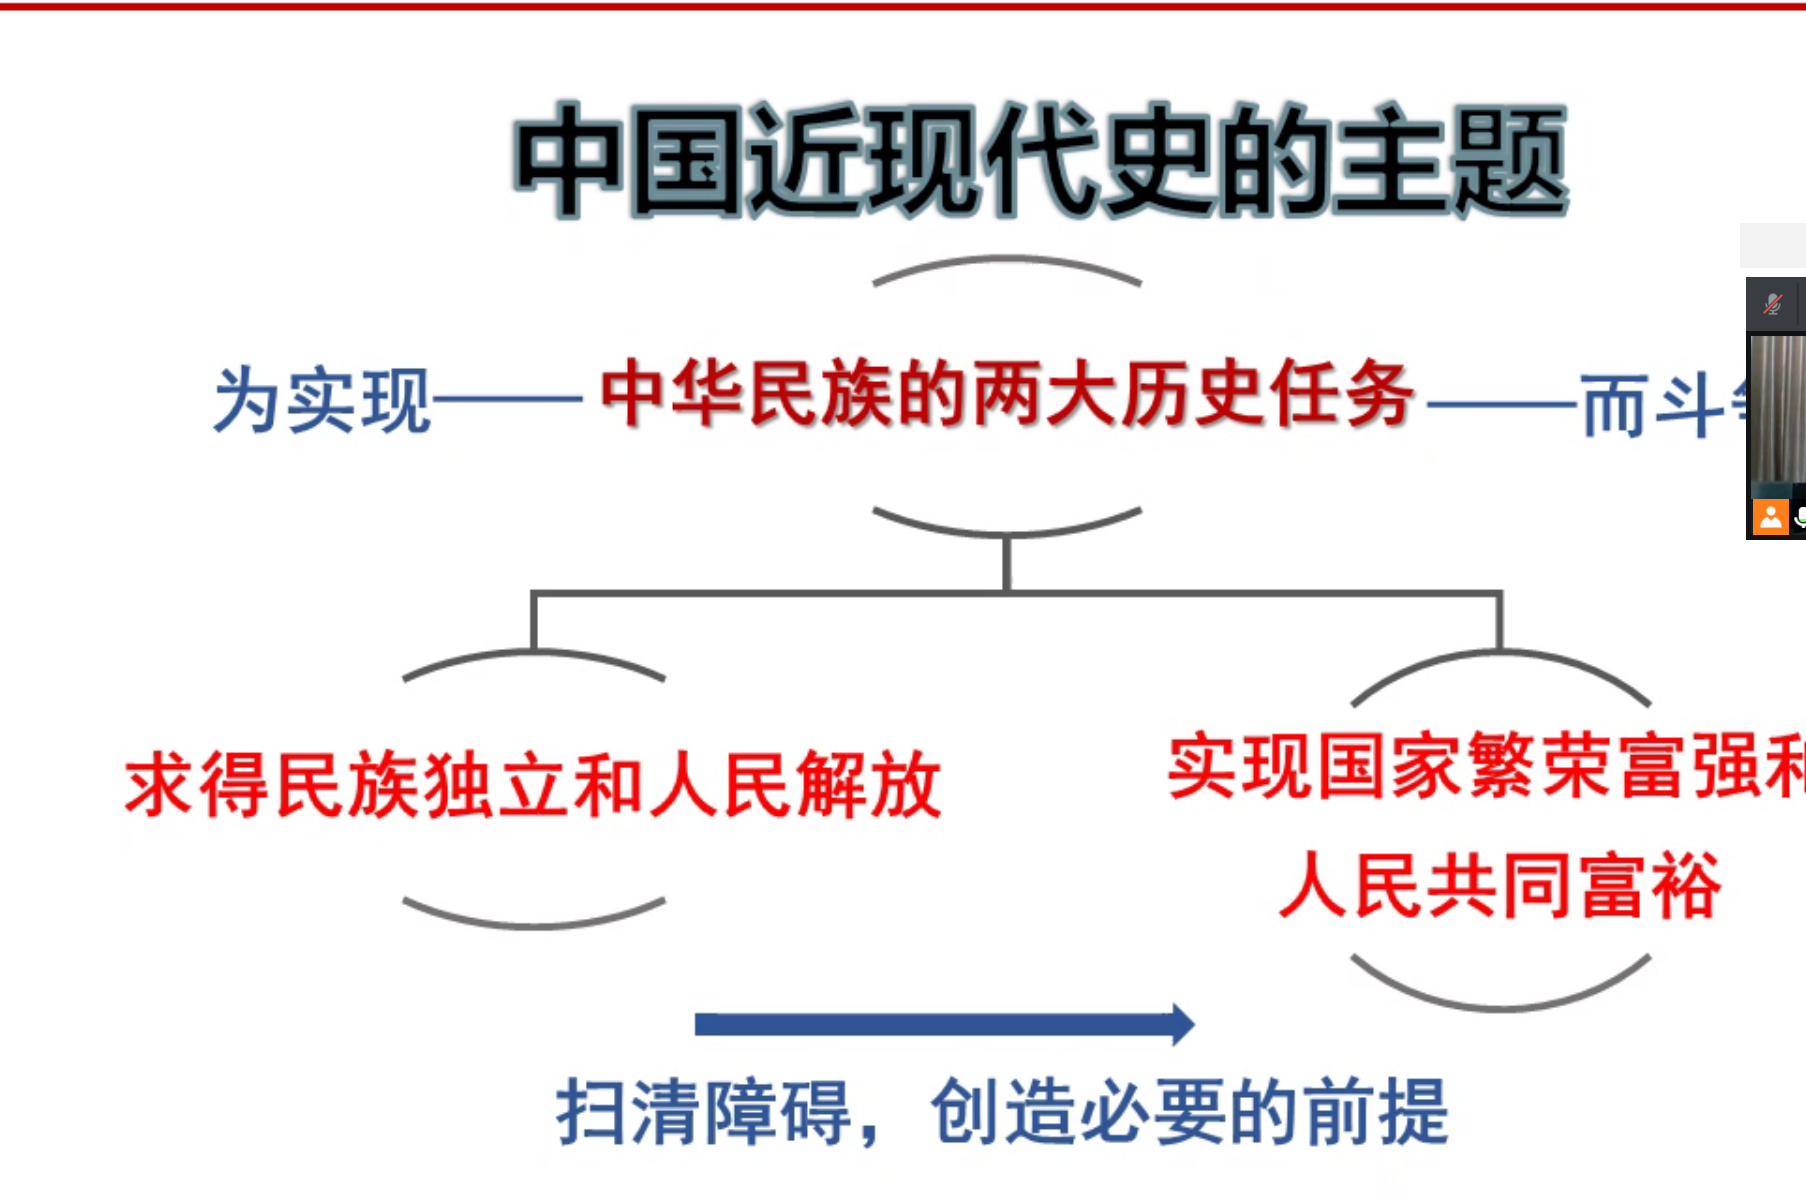 中国近现代史的主题
为实现——中华民族的两大历史任务——而斗
求得民族独立和人民解放
实现国家繁荣富强和
人民共同富裕
扫清障碍，创造必要的前提